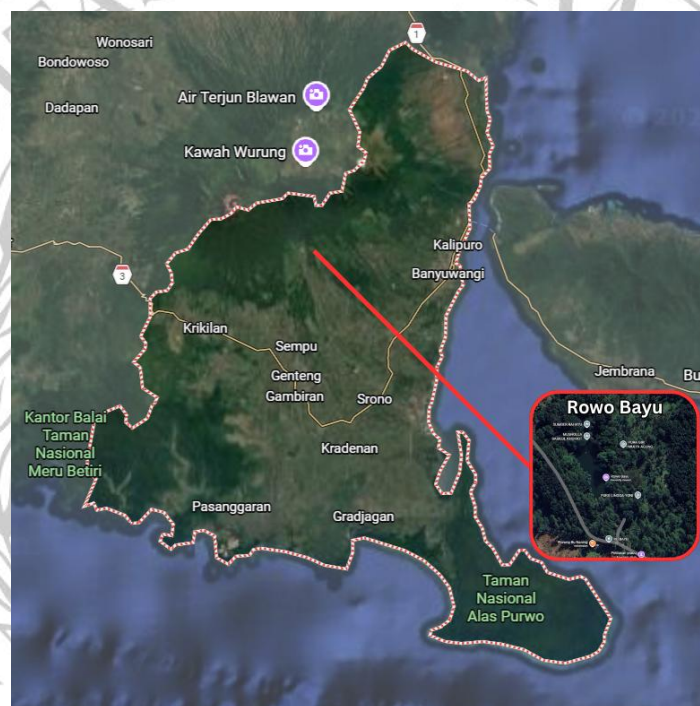 1
Wonosari
Bondowoso
Air Terjun Blawan
Dadapan
Kawah Wurung
Kalipuro
3
Banyuwangi
Krikilan
Sempu
Genteng
Gambiran
Srono
Jembrana
Bu
Rowo Bayu
Kantor Balai
Taman
Nasional
Meru Betiri
Kradenan
Pasanggaran
Gradjagan
Taman
Nasional
Alas Purwo